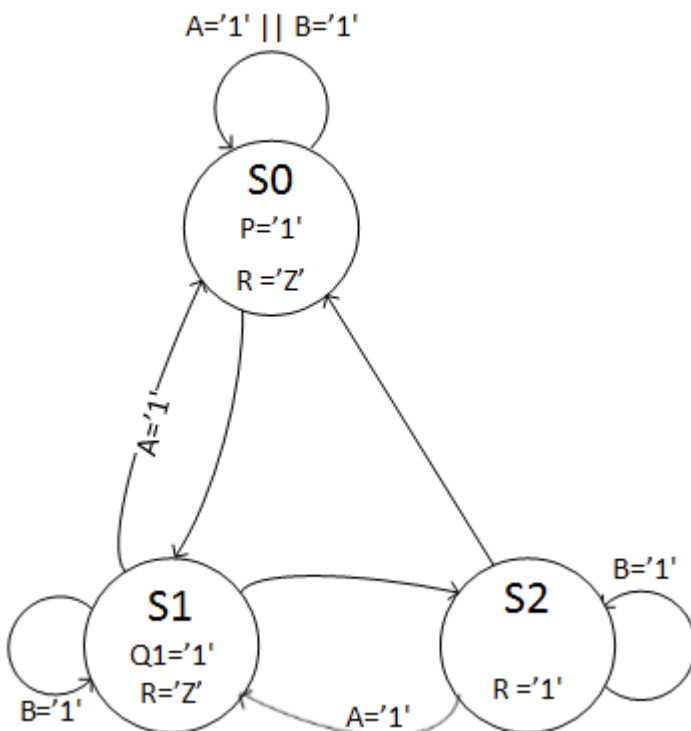 A='1' || B='1'
S0
P='1'
R ='Z'
A='1'
S1
Q1='1'
R='Z'
B='1'
A='1'
S2
R ='1'
B='1'